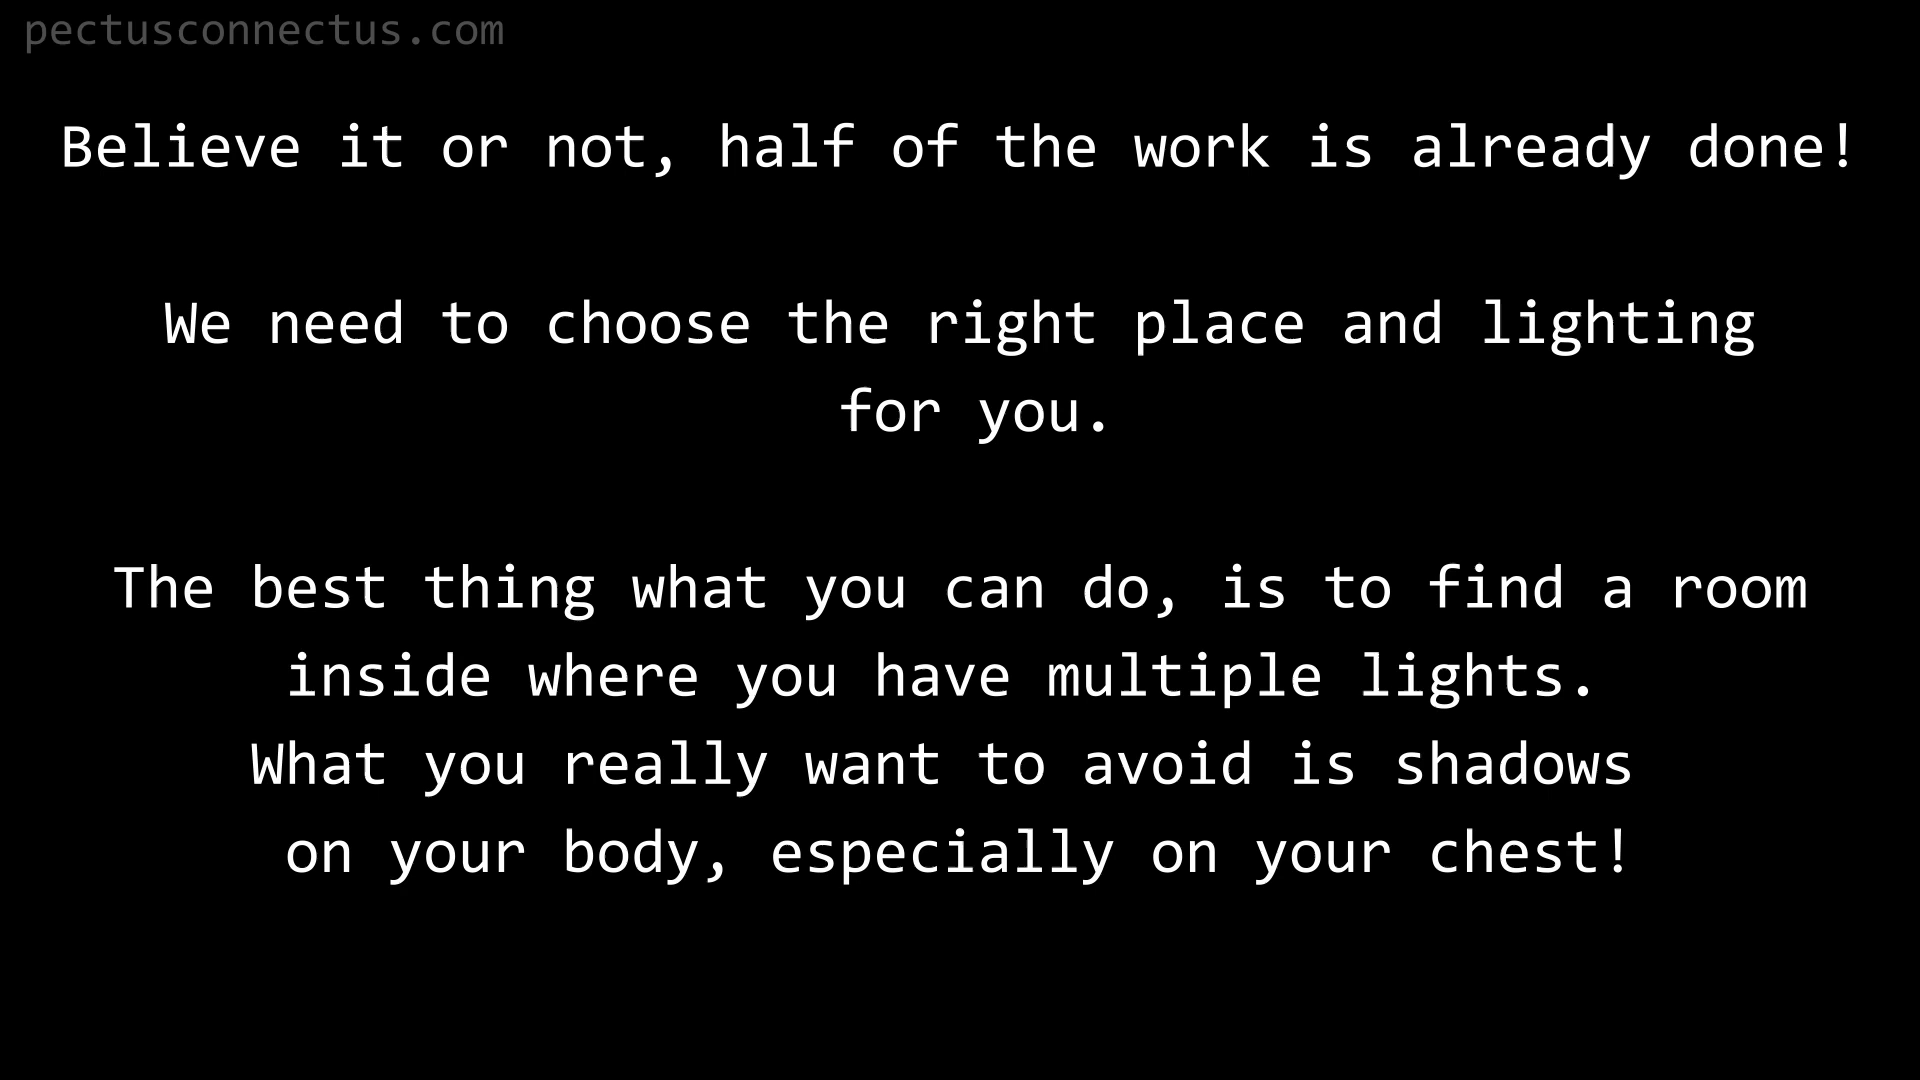 pectusconnectus.com
Believe it or not, half of the work is already done!
We need to choose the right place and lighting
for you.
The best thing what you can do, is to find a room
inside where you have multiple lights.
What you really want to avoid is shadows
on your body, especially on your chest!